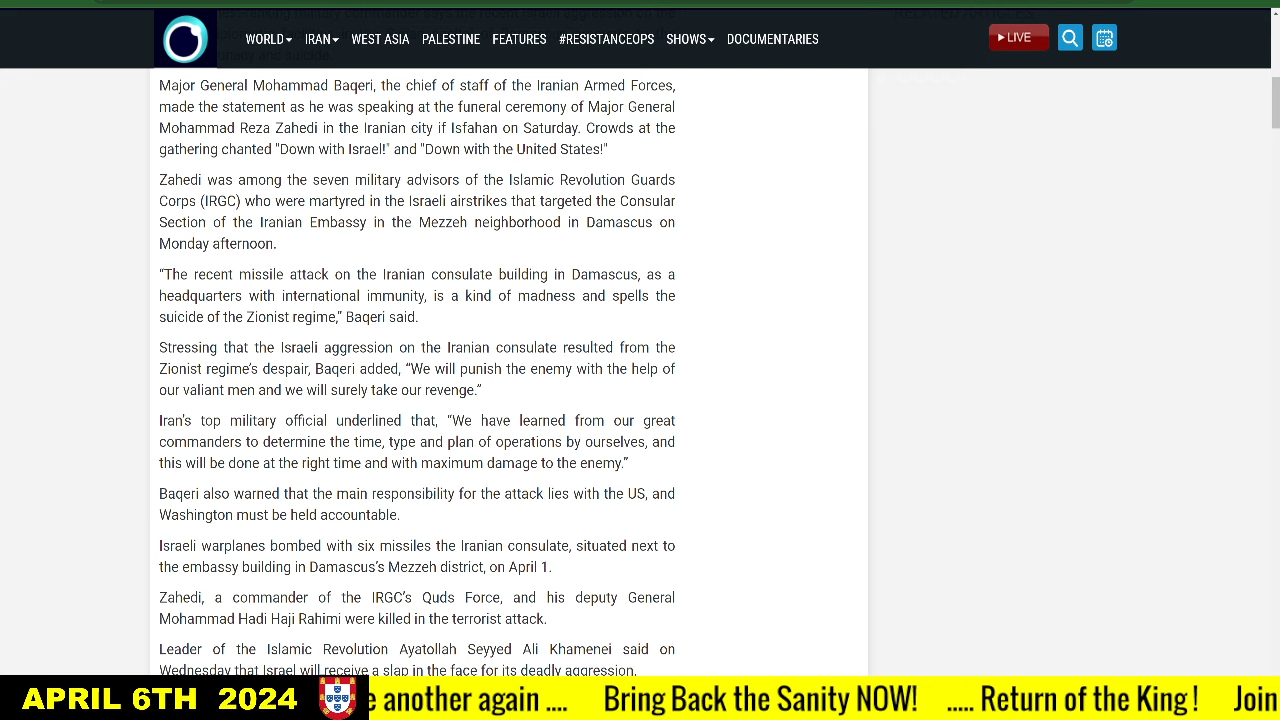 WORLD IRAN WEST ASIA PALESTINE FEATURES #RESISTANCEOPS SHOWS DOCUMENTARIES LIVE
Major General Mohammad Baqeri, the chief of staff of the Iranian Armed Forces,
made the statement as he was speaking at the funeral ceremony of Major General
Mohammad Reza Zahedi in the Iranian city if Isfahan on Saturday. Crowds at the
gathering chanted "Down with Israel!" and "Down with the United States!"
Zahedi was among the seven military advisors of the Islamic Revolution Guards
Corps (IRGC) who were martyred in the Israeli airstrikes that targeted the Consular
Section of the Iranian Embassy in the Mezzeh neighborhood in Damascus on
Monday afternoon.
“The recent missile attack on the Iranian consulate building in Damascus, as a
headquarters with international immunity, is a kind of madness and spells the
suicide of the Zionist regime,” Baqeri said.
Stressing that the Israeli aggression on the Iranian consulate resulted from the
Zionist regime’s despair, Baqeri added, “We will punish the enemy with the help of
our valiant men and we will surely take our revenge.”
Iran's top military official underlined that, “We have learned from our great
commanders to determine the time, type and plan of operations by ourselves, and
this will be done at the right time and with maximum damage to the enemy.”
Baqeri also warned that the main responsibility for the attack lies with the US, and
Washington must be held accountable.
Israeli warplanes bombed with six missiles the Iranian consulate, situated next to
the embassy building in Damascus’s Mezzeh district, on April 1.
Zahedi, a commander of the IRGC’s Quds Force, and his deputy General
Mohammad Hadi Haji Rahimi were killed in the terrorist attack.
Leader of the Islamic Revolution Ayatollah Seyyed Ali Khamenei said on
Wednesday that Israel will receive a slap in the face for its deadly aggression.
APRIL 6TH 2024 e another again .... Bring Back the Sanity NOW! ..... Return of the King ! Join